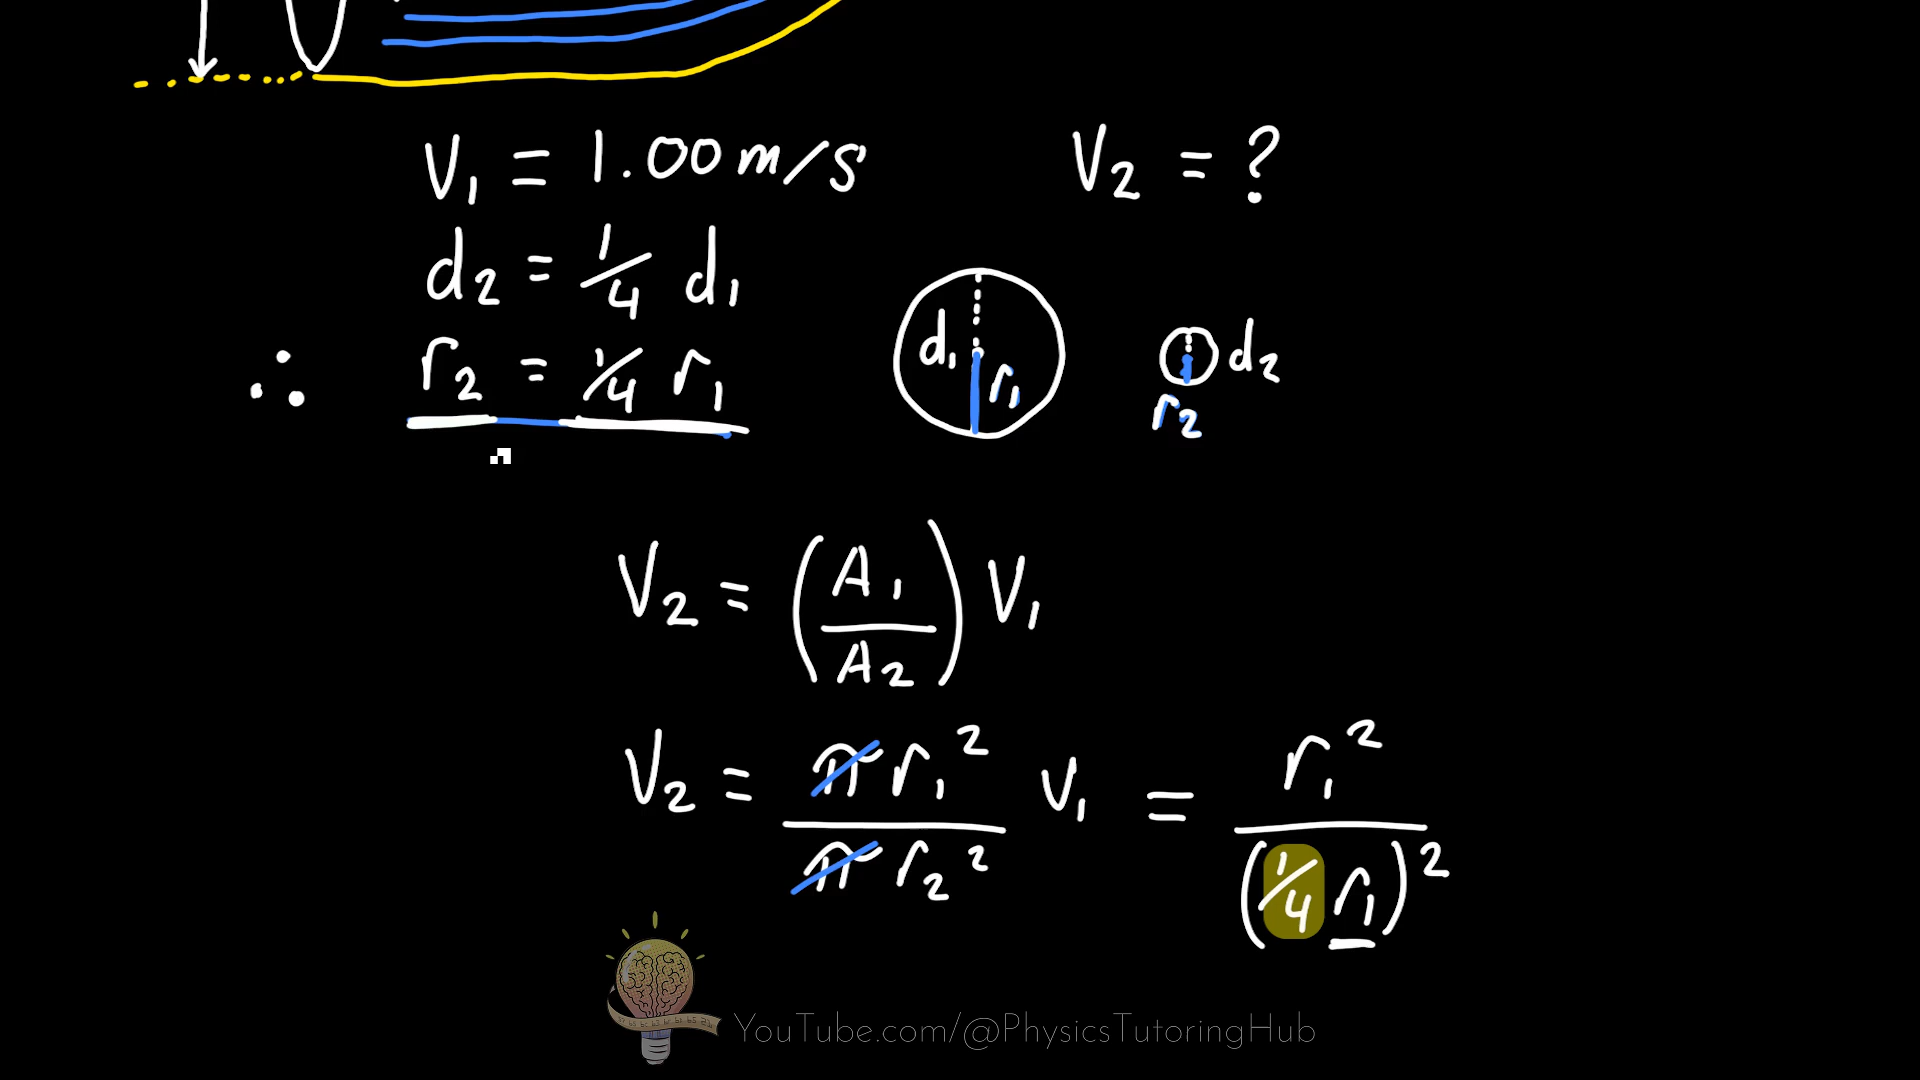 V₁ = 1.00 m/s
V₂ = ?
d₂ = 1/4 d₁
∴ r₂ = 1/4 r₁
d₁
r₁
d₂
r₂
V₂ = (A₁/A₂) V₁
V₂ = πr₁²/πr₂² V₁ = r₁²/(1/4 r₁)²
YouTube.com/@PhysicsTutoringHub